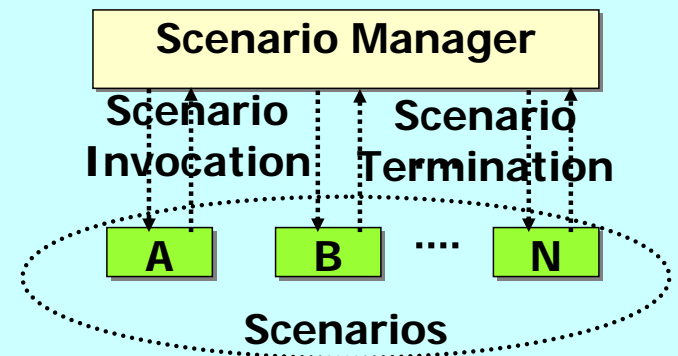 Scenario Manager
Scenario
Invocation
Scenario
Termination
....
A
B
....
N
Scenarios